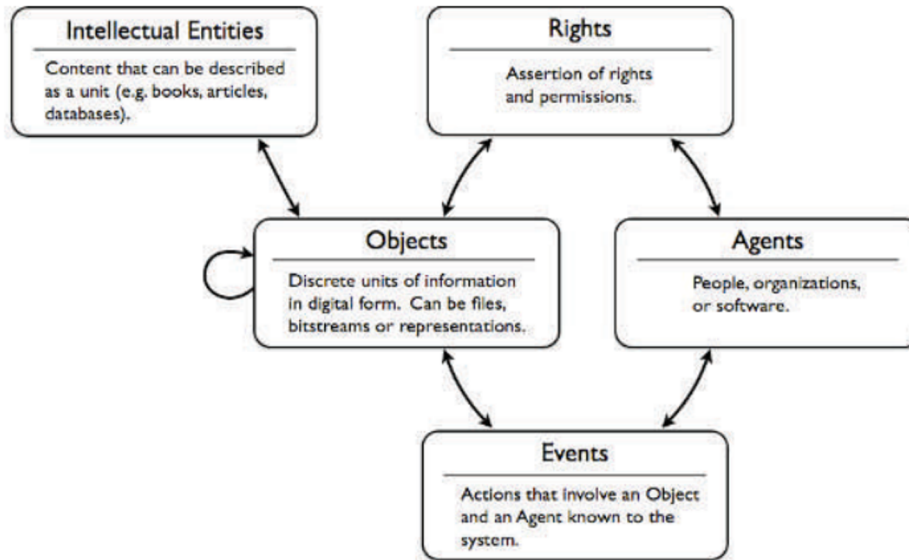 Intellectual Entities
Content that can be described
as a unit (e.g. books, articles,
databases).
Rights
Assertion of rights
and permissions.
Objects
Discrete units of information
in digital form. Can be files,
bitstreams or representations.
Agents
People, organizations,
or software.
Events
Actions that involve an Object
and an Agent known to the
system.